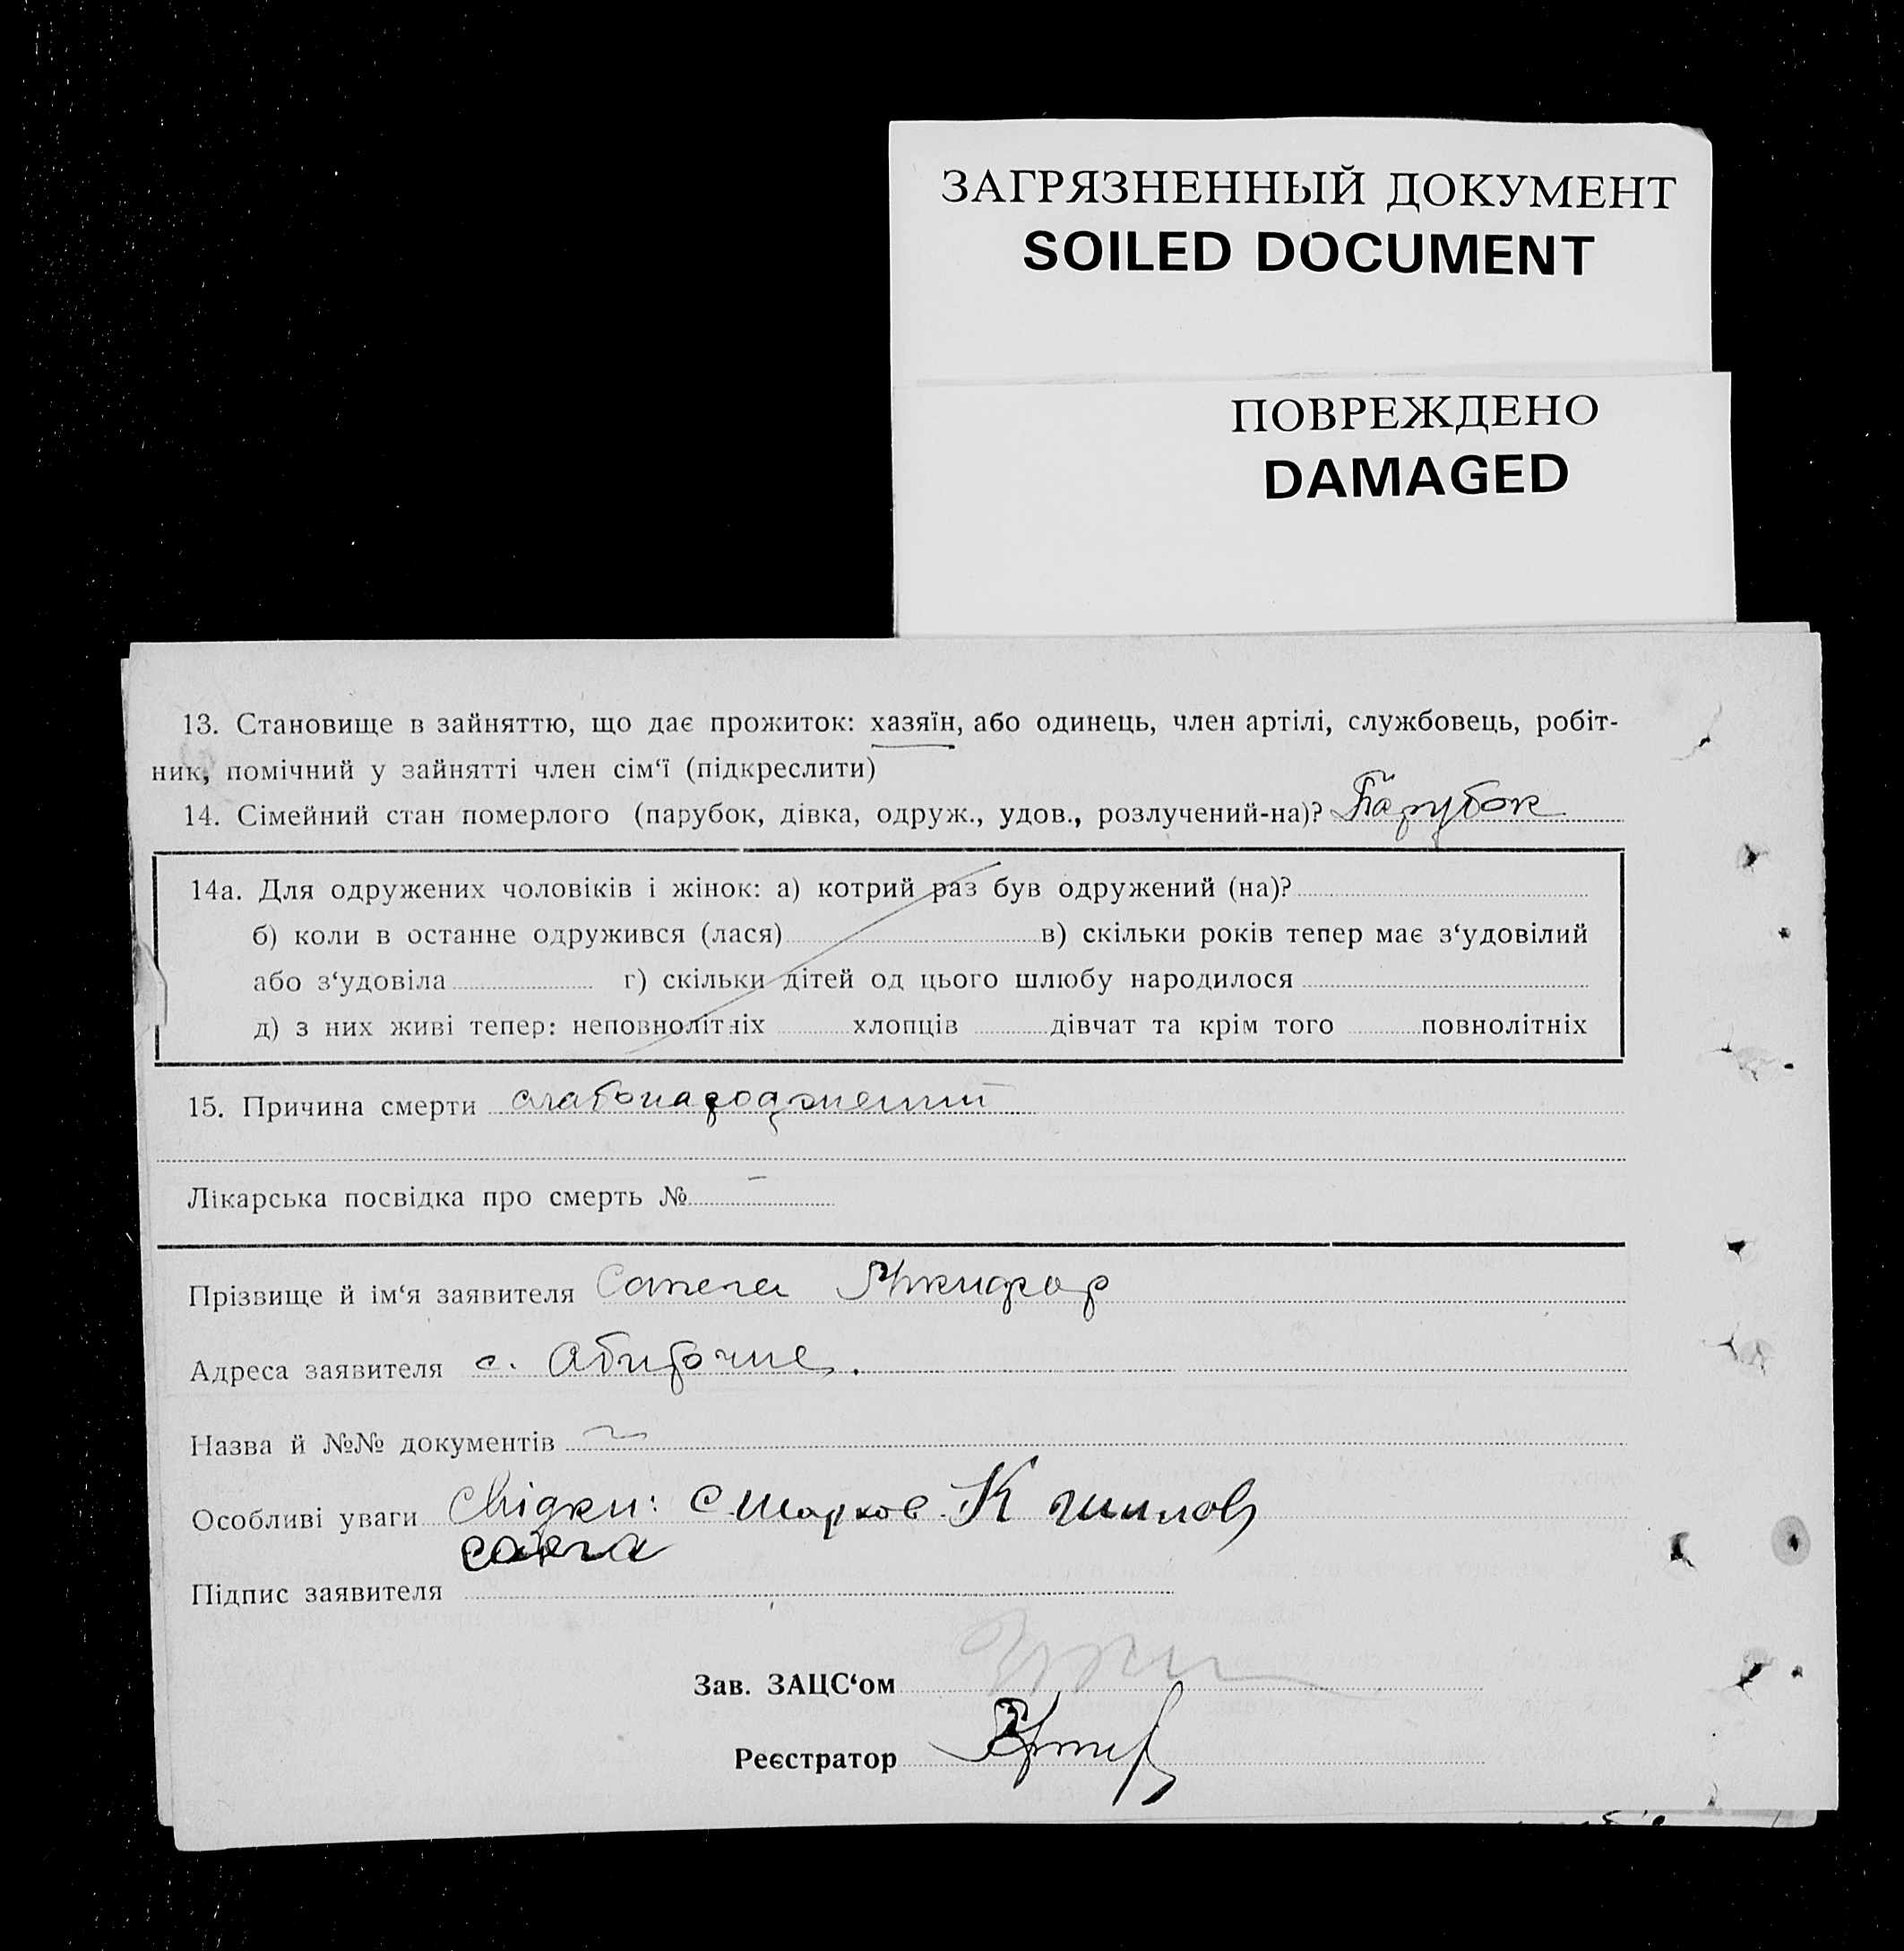 ЗАГРЯЗНЕННЫЙ ДОКУМЕНТ
SOILED DOCUMENT
ПОВРЕЖДЕНО
DAMAGED
13. Становище в зайняттю, що дає прожиток: хазяїн, або одинець, член артілі, службовець, робіт-
ник, помічний у зайнятті член сім‘ї (підкреслити)
14. Сімейний стан померлого (парубок, дівка, одруж., удов., розлучений-на)? Парубок
14а. Для одружених чоловіків і жінок: а) котрий раз був одружений (на)?
б) коли в останне одружився (лася) в) скільки років тепер має з‘удовілий
або з‘удовіла г) скільки дітей од цього шлюбу народилося
д) з них живі тепер: неповнолітніх хлопців дівчат та крім того повнолітніх
15. Причина смерти слабонароджений
Лікарська посвідка про смерть № -
Прізвище й ім‘я заявителя Сапега Никифор
Адреса заявителя с.
Назва й №№ документів
Особливі уваги Свідки: К
Підпис заявителя
Зав. ЗАЦС‘ом
Реєстратор